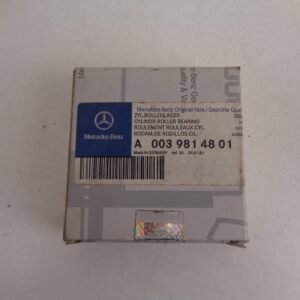 Mercedes-Benz Original-Teile/Geprüfte
ZYL.ROLLENLAGER
CYLINDR.ROLLER BEARING
ROULEMENT ROULEAUX CYL.
RODAM.DE RODILLOS CIL.
Mercedes-Benz
A 003 981 48 01
Made in GERMANY